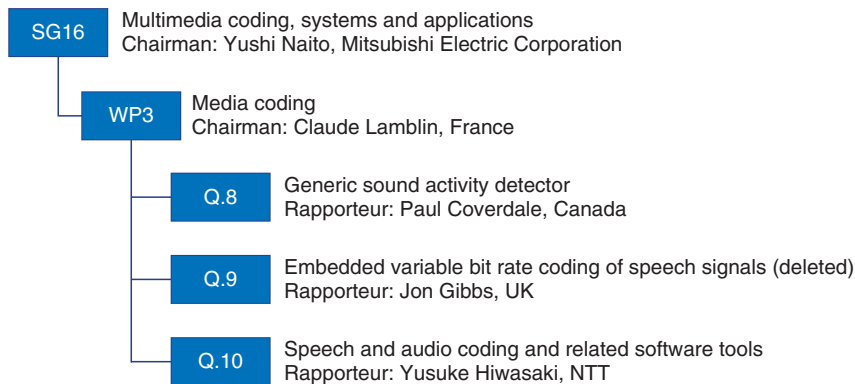 SG16
Multimedia coding, systems and applications
Chairman: Yushi Naito, Mitsubishi Electric Corporation
WP3
Media coding
Chairman: Claude Lamblin, France
Q.8
Generic sound activity detector
Rapporteur: Paul Coverdale, Canada
Q.9
Embedded variable bit rate coding of speech signals (deleted)
Rapporteur: Jon Gibbs, UK
Q.10
Speech and audio coding and related software tools
Rapporteur: Yusuke Hiwasaki, NTT